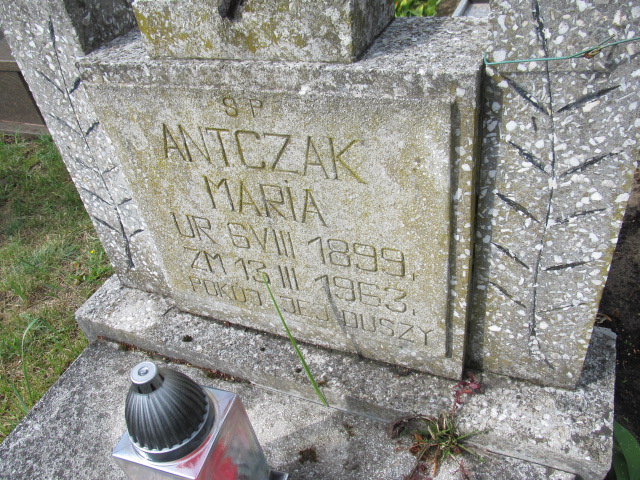 Ś P
ANTCZAK
MARIA
UR 6 VIII 1899,
ZM 13 III 1963,
POKÓJ JEJ DUSZY